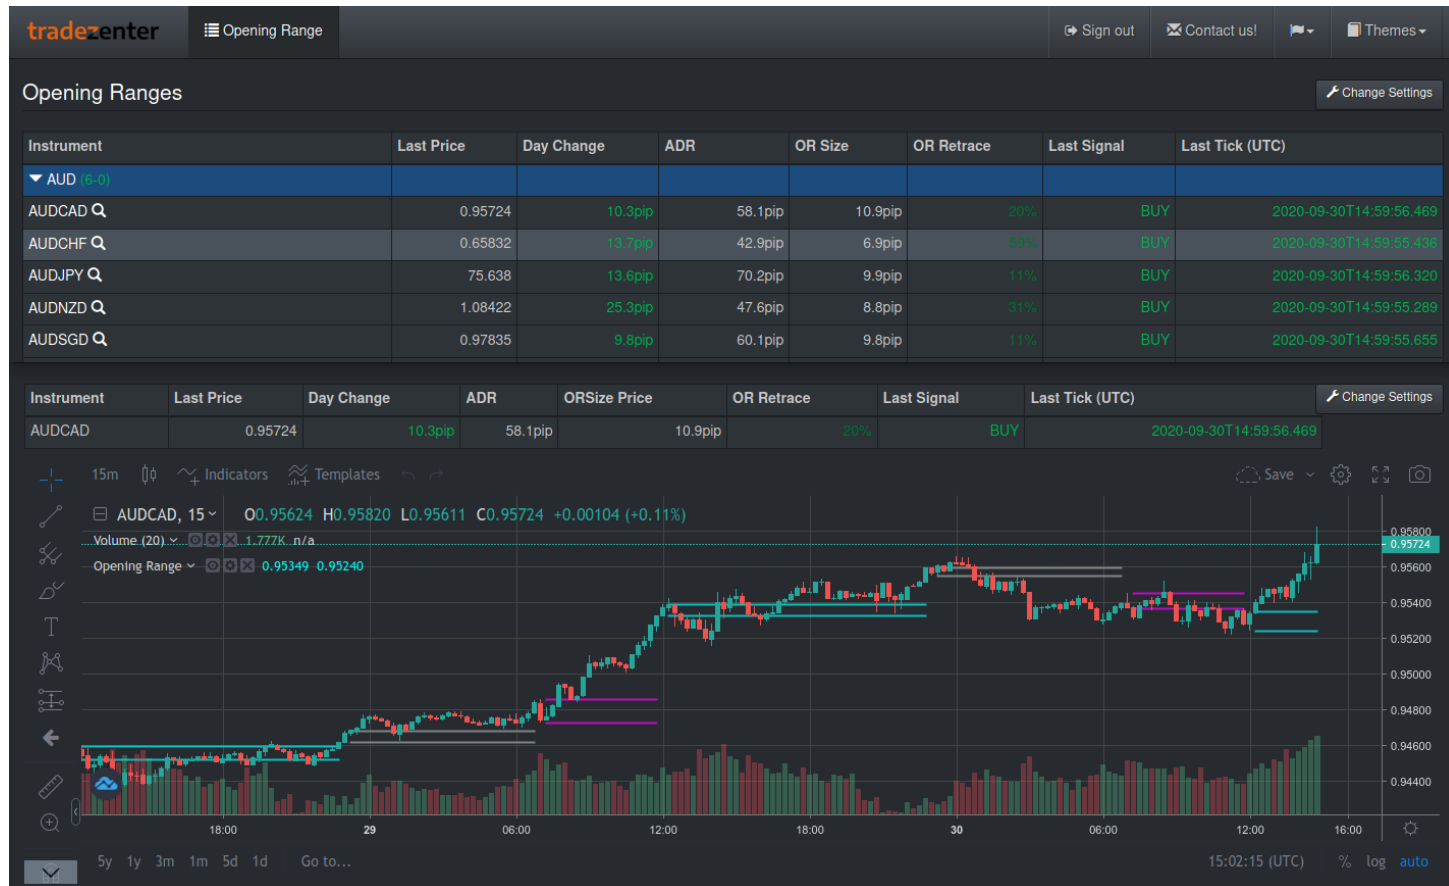 tradezenter Opening Range Sign out Contact us! Themes
Opening Ranges Change Settings
Instrument Last Price Day Change ADR OR Size OR Retrace Last Signal Last Tick (UTC)
AUD (6-0)
AUDCAD 0.95724 10.3pip 58.1pip 10.9pip 20% BUY 2020-09-30T14:59:56.469
AUDCHF 0.65832 13.7pip 42.9pip 6.9pip BUY 2020-09-30T14:59:55.436
AUDJPY 75.638 13.6pip 70.2pip 9.9pip 11% BUY 2020-09-30T14:59:56.320
AUDNZD 1.08422 25.3pip 47.6pip 8.8pip 31% BUY 2020-09-30T14:59:55.289
AUDSGD 0.97835 9.8pip 60.1pip 9.8pip 11% BUY 2020-09-30T14:59:55.655
Instrument Last Price Day Change ADR ORSize Price OR Retrace Last Signal Last Tick (UTC) Change Settings
AUDCAD 0.95724 10.3pip 58.1pip 10.9pip 20% BUY 2020-09-30T14:59:56.469
15m Indicators Templates Save
AUDCAD, 15 O0.95624 H0.95820 L0.95611 C0.95724 +0.00104 (+0.11%)
Volume (20) 1.777K n/a
Opening Range 0.95349 0.95240
0.95800
0.95724
0.95600
0.95400
0.95200
0.95000
0.94800
0.94600
0.94400
18:00 29 06:00 12:00 18:00 30 06:00 12:00 16:00
5y 1y 3m 1m 5d 1d Go to... 15:02:15 (UTC) % log auto